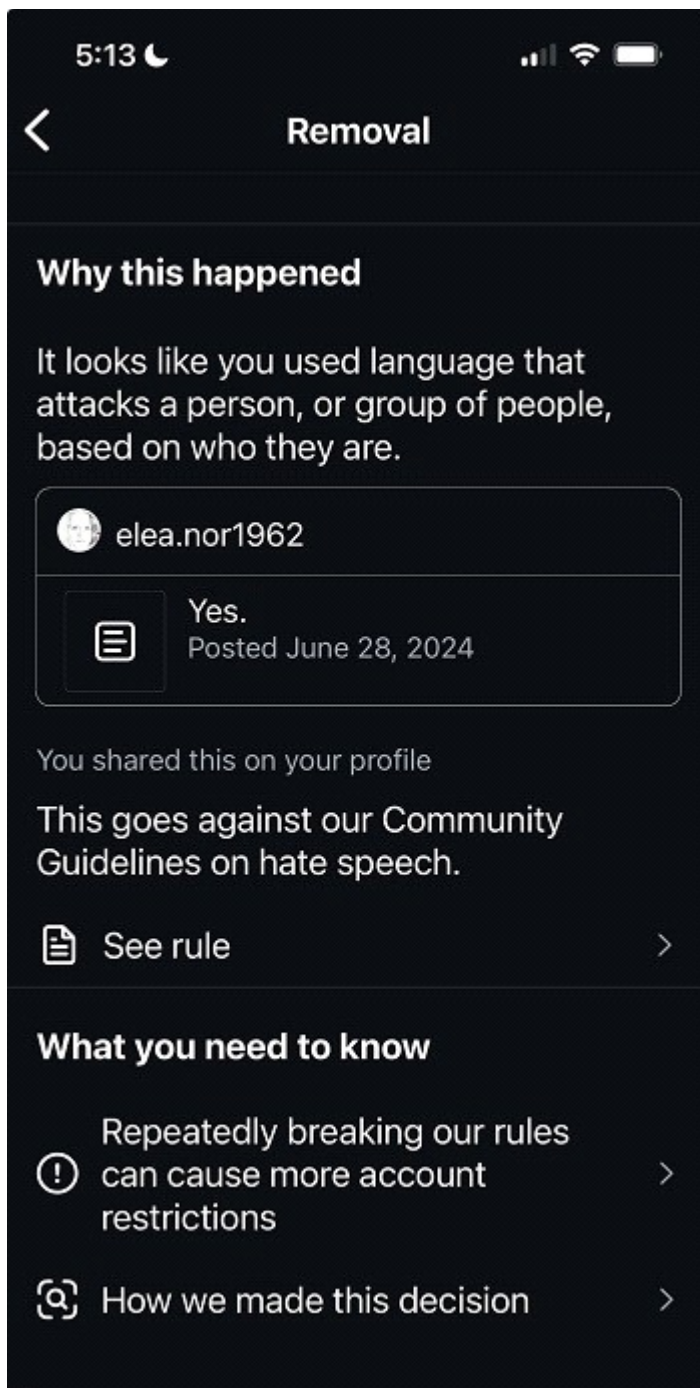 5:13
Removal
Why this happened
It looks like you used language that
attacks a person, or group of people,
based on who they are.
elea.nor1962
Yes.
Posted June 28, 2024
You shared this on your profile
This goes against our Community
Guidelines on hate speech.
See rule
What you need to know
Repeatedly breaking our rules
can cause more account
restrictions
How we made this decision